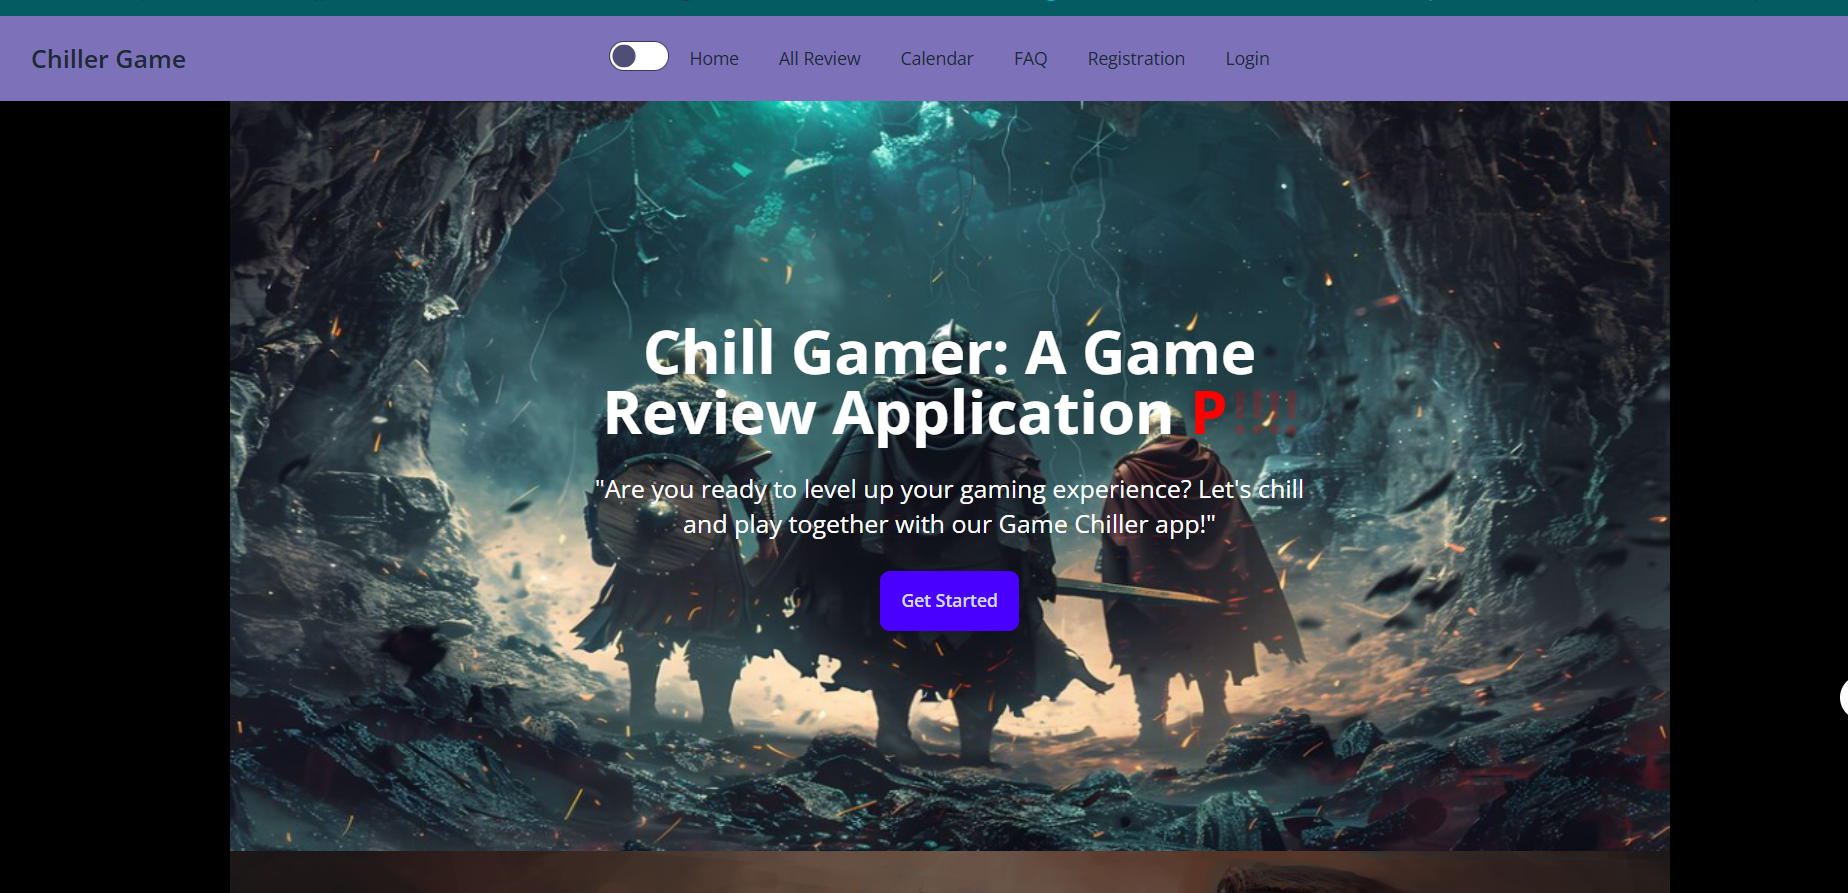 Chiller Game
Home All Review Calendar FAQ Registration Login
Chill Gamer: A Game
Review Application P!!!!
"Are you ready to level up your gaming experience? Let's chill
and play together with our Game Chiller app!"
Get Started